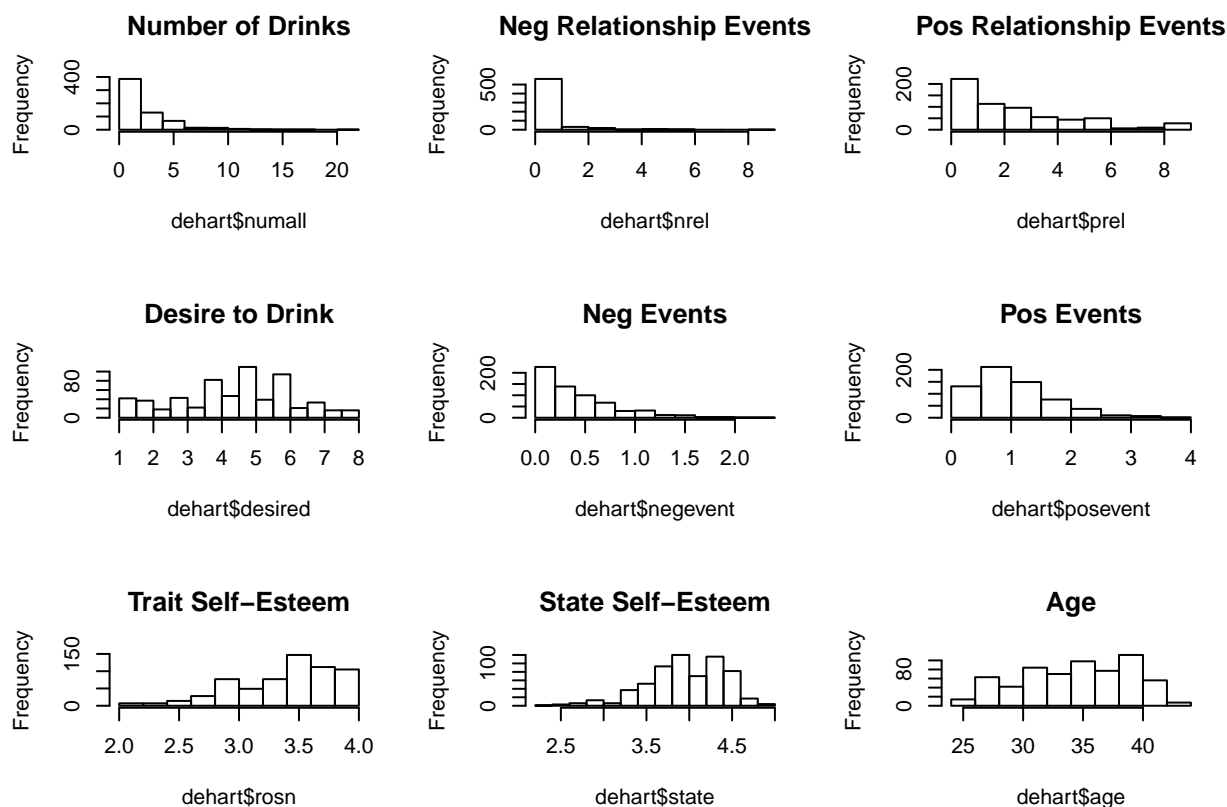 Number of Drinks
Frequency
0
400
0 5 10 15 20
dehart$numall
Neg Relationship Events
Frequency
0
500
0 2 4 6 8
dehart$nrel
Pos Relationship Events
Frequency
0
200
0 2 4 6 8
dehart$prel
Desire to Drink
Frequency
0
80
1 2 3 4 5 6 7 8
dehart$desired
Neg Events
Frequency
0
200
0.0 0.5 1.0 1.5 2.0
dehart$negevent
Pos Events
Frequency
0
200
0 1 2 3 4
dehart$posevent
Trait Self−Esteem
Frequency
0
150
2.0 2.5 3.0 3.5 4.0
dehart$rosn
State Self−Esteem
Frequency
0
100
2.5 3.5 4.5
dehart$state
Age
Frequency
0
80
25 30 35 40
dehart$age